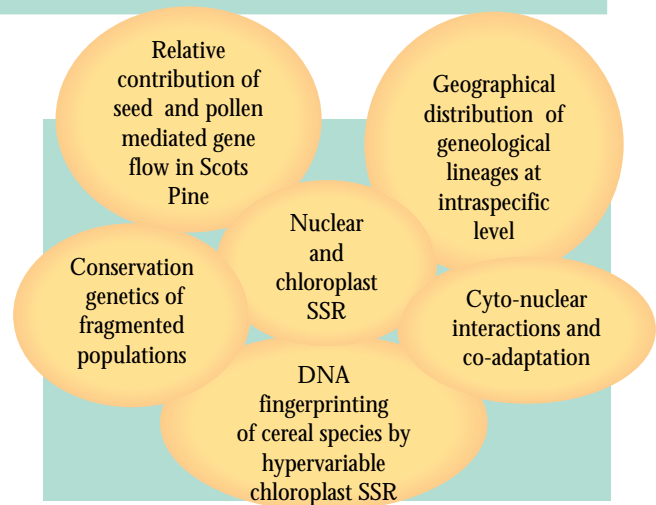 Relative
contribution of
seed and pollen
mediated gene
flow in Scots
Pine
Geographical
distribution of
geneological
lineages at
intraspecific
level
Nuclear
and
chloroplast
SSR
Conservation
genetics of
fragmented
populations
Cyto-nuclear
interactions and
co-adaptation
DNA
fingerprinting
of cereal species by
hypervariable
chloroplast SSR